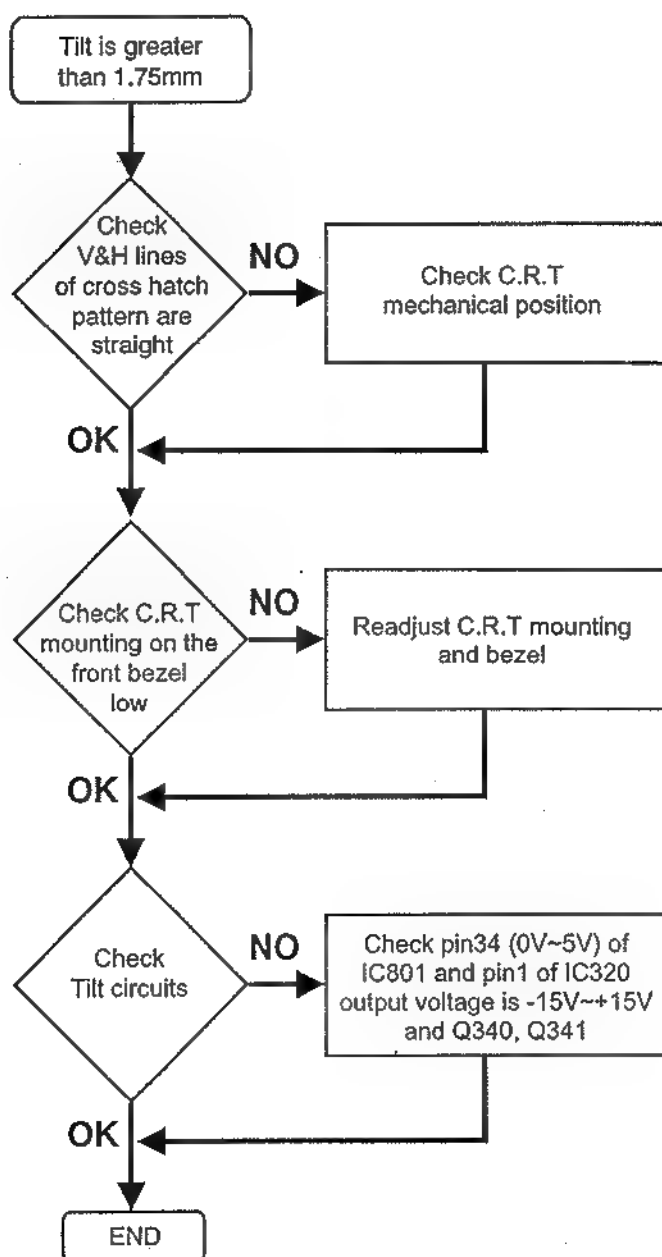 Tilt is greater
than 1.75mm
Check
V&H lines
of cross hatch
pattern are
straight
NO
Check C.R.T
mechanical position
OK
Check C.R.T
mounting on the
front bezel
low
NO
Readjust C.R.T mounting
and bezel
OK
Check
Tilt circuits
NO
Check pin34 (0V~5V) of
IC801 and pin1 of IC320
output voltage is -15V~+15V
and Q340, Q341
OK
END